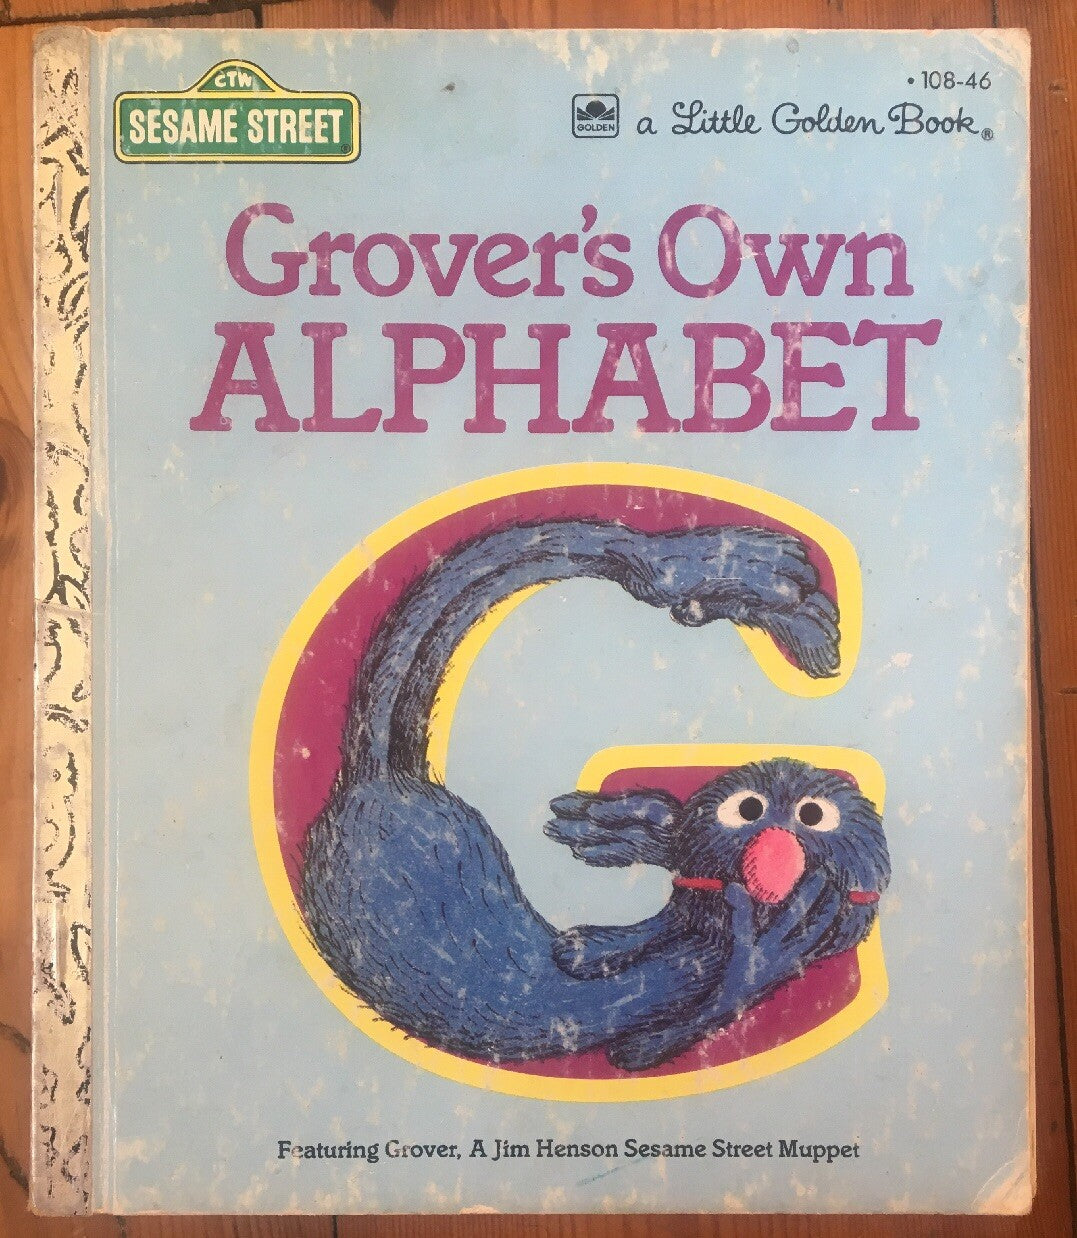 CTW
SESAME STREET®
• 108-46
GOLDEN
a Little Golden Book®
Grover's Own
ALPHABET
G
Featuring Grover, A Jim Henson Sesame Street Muppet